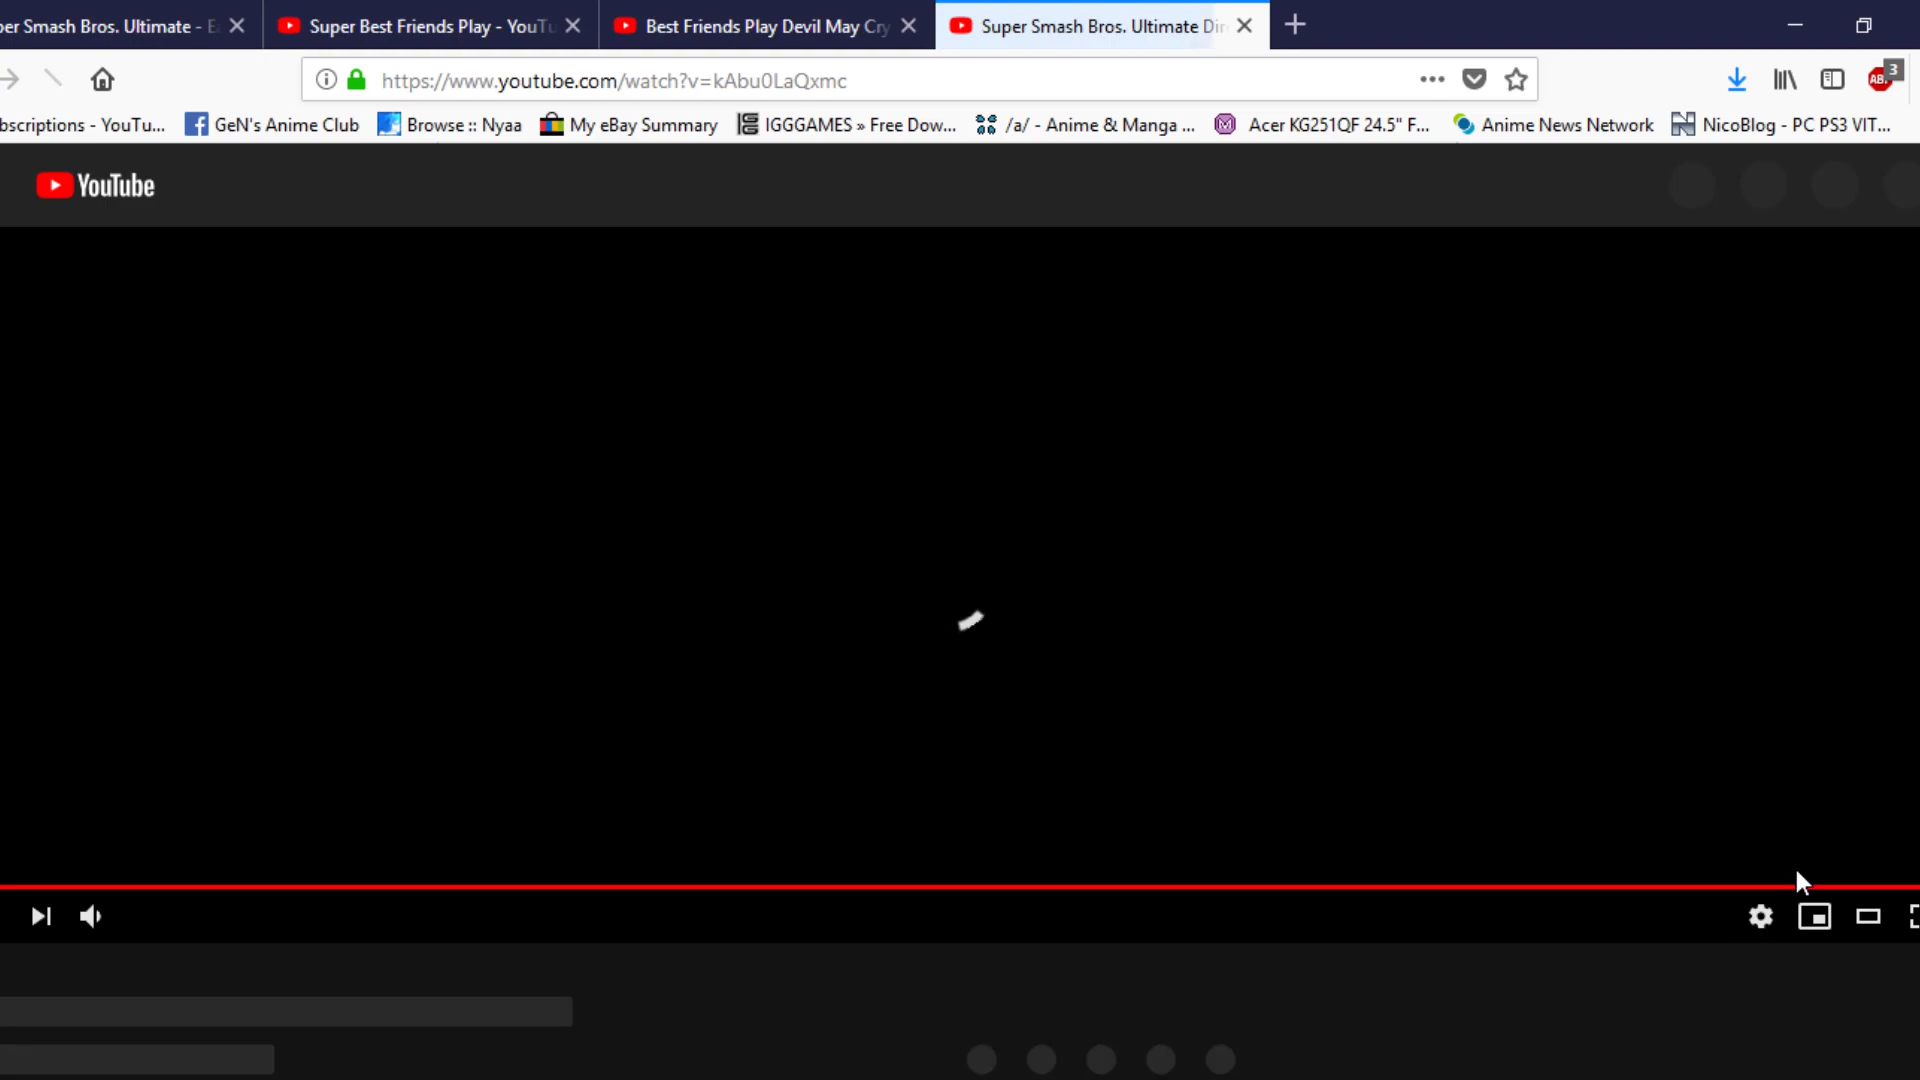 er Smash Bros. Ultimate - E
Super Best Friends Play - YouTu
Best Friends Play Devil May Cry
Super Smash Bros. Ultimate Dir
https://www.youtube.com/watch?v=kAbu0LaQxmc
3
ABP
bscriptions - YouTu...
GeN's Anime Club
Browse :: Nyaa
My eBay Summary
IGGGAMES » Free Dow...
/a/ - Anime & Manga ...
Acer KG251QF 24.5" F...
Anime News Network
NicoBlog - PC PS3 VIT...
YouTube